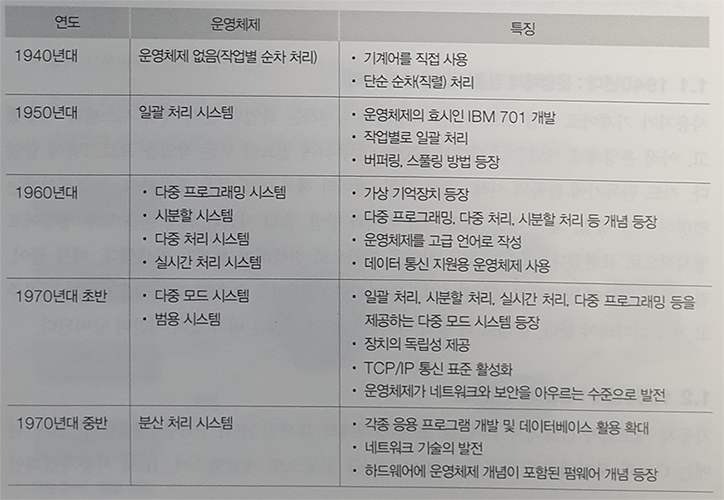 연도 운영체제 특징
1940년대 운영체제 없음(작업별 순차 처리) • 기계어를 직접 사용
• 단순 순차(직렬) 처리
1950년대 일괄 처리 시스템 • 운영체제의 효시인 IBM 701 개발
• 작업별로 일괄 처리
• 버퍼링, 스풀링 방법 등장
1960년대 • 다중 프로그래밍 시스템 • 가상 기억장치 등장
• 시분할 시스템 • 다중 프로그래밍, 다중 처리, 시분할 처리 등 개념 등장
• 다중 처리 시스템 • 운영체제를 고급 언어로 작성
• 실시간 처리 시스템 • 데이터 통신 지원용 운영체제 사용
1970년대 초반 • 다중 모드 시스템 • 일괄 처리, 시분할 처리, 실시간 처리, 다중 프로그래밍 등을
• 범용 시스템 제공하는 다중 모드 시스템 등장
• 장치의 독립성 제공
• TCP/IP 통신 표준 활성화
• 운영체제가 네트워크와 보안을 아우르는 수준으로 발전
1970년대 중반 분산 처리 시스템 • 각종 응용 프로그램 개발 및 데이터베이스 활용 확대
• 네트워크 기술의 발전
• 하드웨어에 운영체제 개념이 포함된 펌웨어 개념 등장